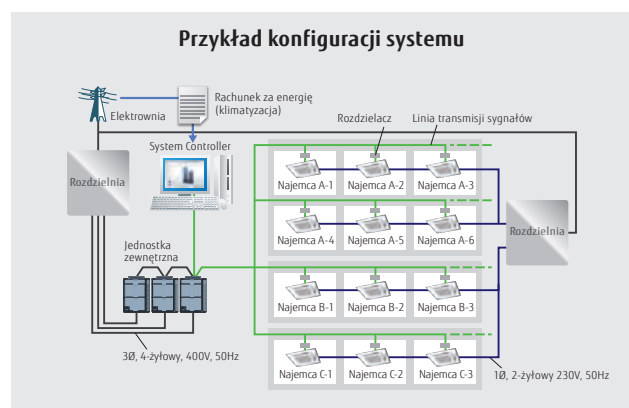 Przykład konfiguracji systemu
Elektrownia
Rachunek za energię
(klimatyzacja)
Rozdzielacz
Linia transmisji sygnałów
System Controller
Rozdzielnia
Najemca A-1
Najemca A-2
Najemca A-3
Rozdzielnia
Najemca A-4
Najemca A-5
Najemca A-6
Jednostka
zewnętrzna
Najemca B-1
Najemca B-2
Najemca B-3
3Ø, 4-żyłowy, 400V, 50Hz
Najemca C-1
Najemca C-2
Najemca C-3
1Ø, 2-żyłowy 230V, 50Hz